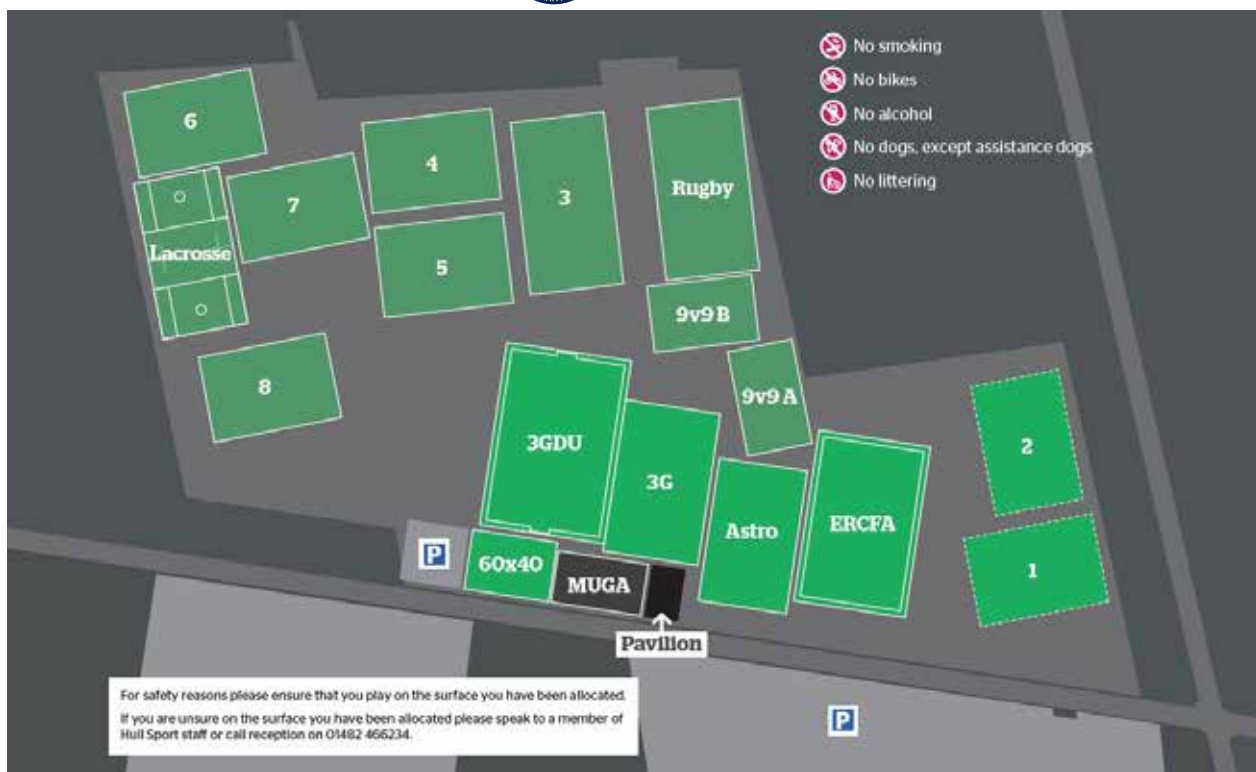 No smoking
No bikes
No alcohol
No dogs, except assistance dogs
No littering
6
4
3
Rugby
7
Lacrosse
5
9v9 B
8
9v9 A
3GDU
3G
2
Astro
ERCFA
P
60x40
MUGA
1
Pavilion
For safety reasons please ensure that you play on the surface you have been allocated.
If you are unsure on the surface you have been allocated please speak to a member of
Hull Sport staff or call reception on 01482 466234.
P